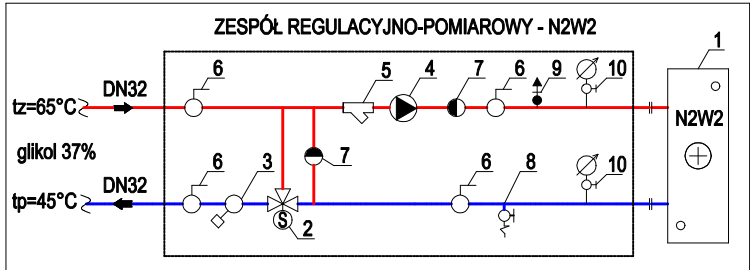 ZESPÓŁ REGULACYJNO-POMIAROWY - N2W2
1
6
5
4
7
6
9
10
DN32
tz=65°C
N2W2
glikol 37%
7
6
3
6
8
10
DN32
tp=45°C
S
2